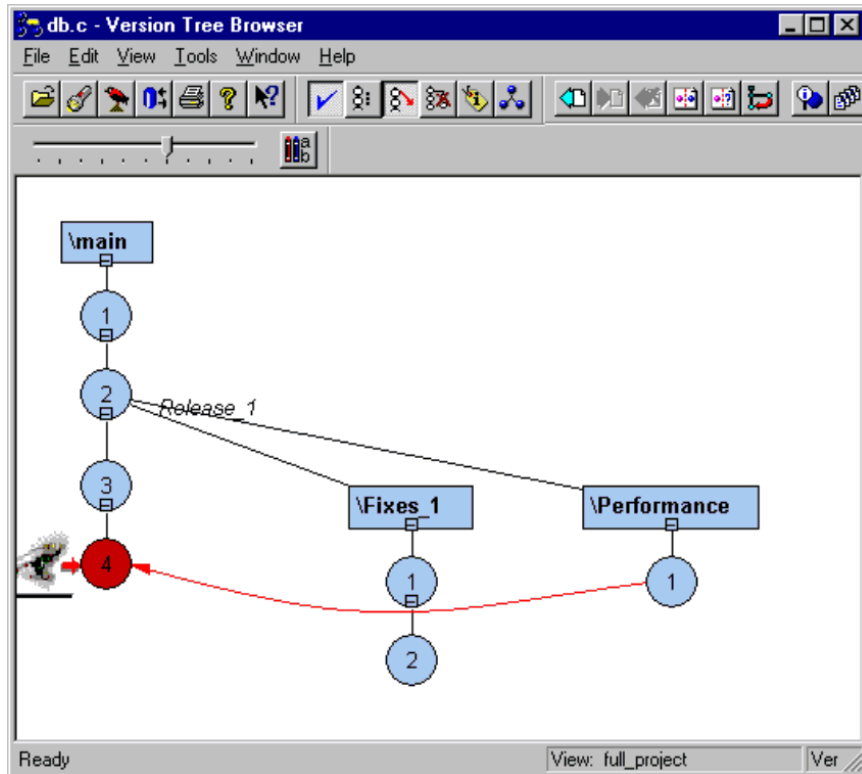 db.c - Version Tree Browser
File Edit View Tools Window Help
a
b
\main
1
2
Release_1
3
\Fixes_1
\Performance
4
1
1
2
Ready
View: full_project
Ver